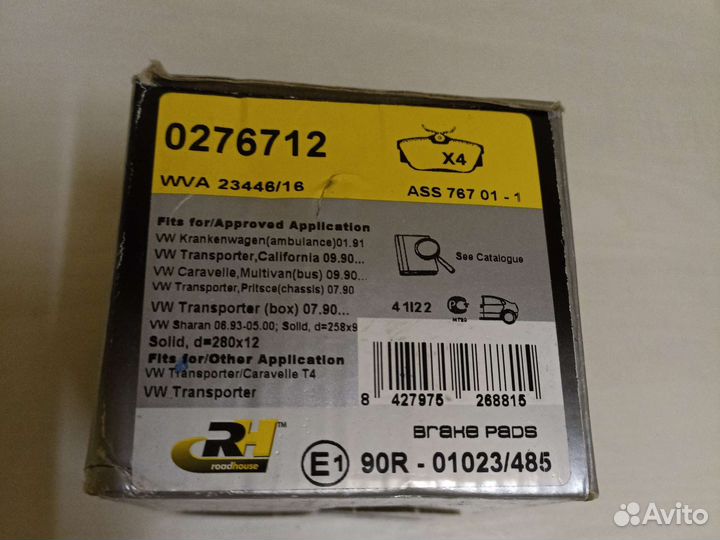 0276712
X4
WVA 23446/16
ASS 767 01 - 1
Fits for/Approved Application
VW Krankenwagen(ambulance)01.91
VW Transporter,California 09.90...
VW Caravelle,Multivan(bus) 09.90...
VW Transporter,Pritsce(chassis) 07.90
VW Transporter (box) 07.90...
VW Sharan 08.93-05.00; Solid, d=258x9
Solid, d=280x12
Fits for/Other Application
VW Transporter/Caravelle T4
VW Transporter
See Catalogue
41I22
8 427975 268815
RH TM
roadhouse
Brake Pads
E1 90R - 01023/485
Avito